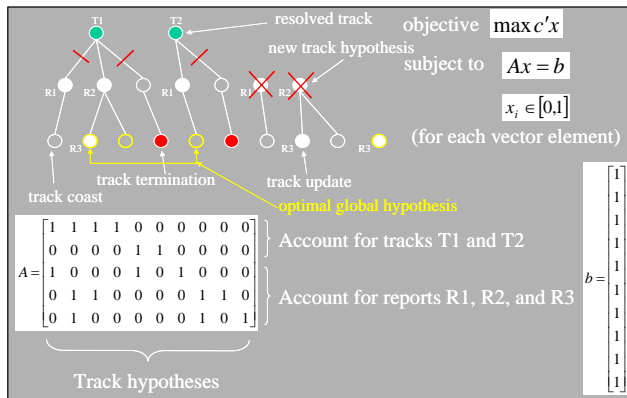 T1
T2
resolved track
objective max c'x
new track hypothesis
subject to Ax = b
R1
R2
R1
R1
R2
x_i ∈ [0,1]
(for each vector element)
R3
R3
R3
track termination
track update
track coast
optimal global hypothesis
1 1 1 1 0 0 0 0 0 0
0 0 0 0 1 1 0 0 0 0
Account for tracks T1 and T2
A = 1 0 0 0 1 0 1 0 0 0
0 1 1 0 0 0 0 1 1 0
0 1 0 0 0 0 0 1 0 1
Account for reports R1, R2, and R3
Track hypotheses
b =
1
1
1
1
1
1
1
1
1
1